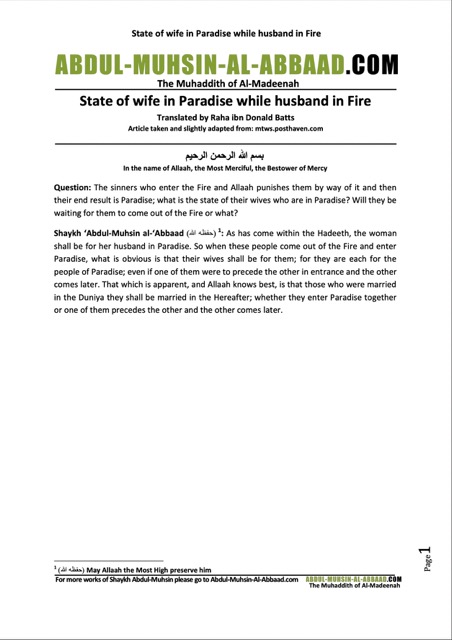 State of wife in Paradise while husband in Fire
ABDUL-MUHSIN-AL-ABBAAD.COM
The Muhaddith of Al-Madeenah
State of wife in Paradise while husband in Fire
Translated by Raha ibn Donald Batts
Article taken and slightly adapted from: mtws.posthaven.com
بسم الله الرحمن الرحيم
In the name of Allaah, the Most Merciful, the Bestower of Mercy
Question: The sinners who enter the Fire and Allaah punishes them by way of it and then
their end result is Paradise; what is the state of their wives who are in Paradise? Will they be
waiting for them to come out of the Fire or what?
Shaykh ‘Abdul-Muhsin al-‘Abbaad (حفظه الله) 1: As has come within the Hadeeth, the woman
shall be for her husband in Paradise. So when these people come out of the Fire and enter
Paradise, what is obvious is that their wives shall be for them; for they are each for the
people of Paradise; even if one of them were to precede the other in entrance and the other
comes later. That which is apparent, and Allaah knows best, is that those who were married
in the Duniya they shall be married in the Hereafter; whether they enter Paradise together
or one of them precedes the other and the other comes later.
Page1
1 (حفظه الله) May Allaah the Most High preserve him
For more works of Shaykh Abdul-Muhsin please go to Abdul-Muhsin-Al-Abbaad.com ABDUL-MUHSIN-AL-ABBAAD.COM
The Muhaddith of Al-Madeenah